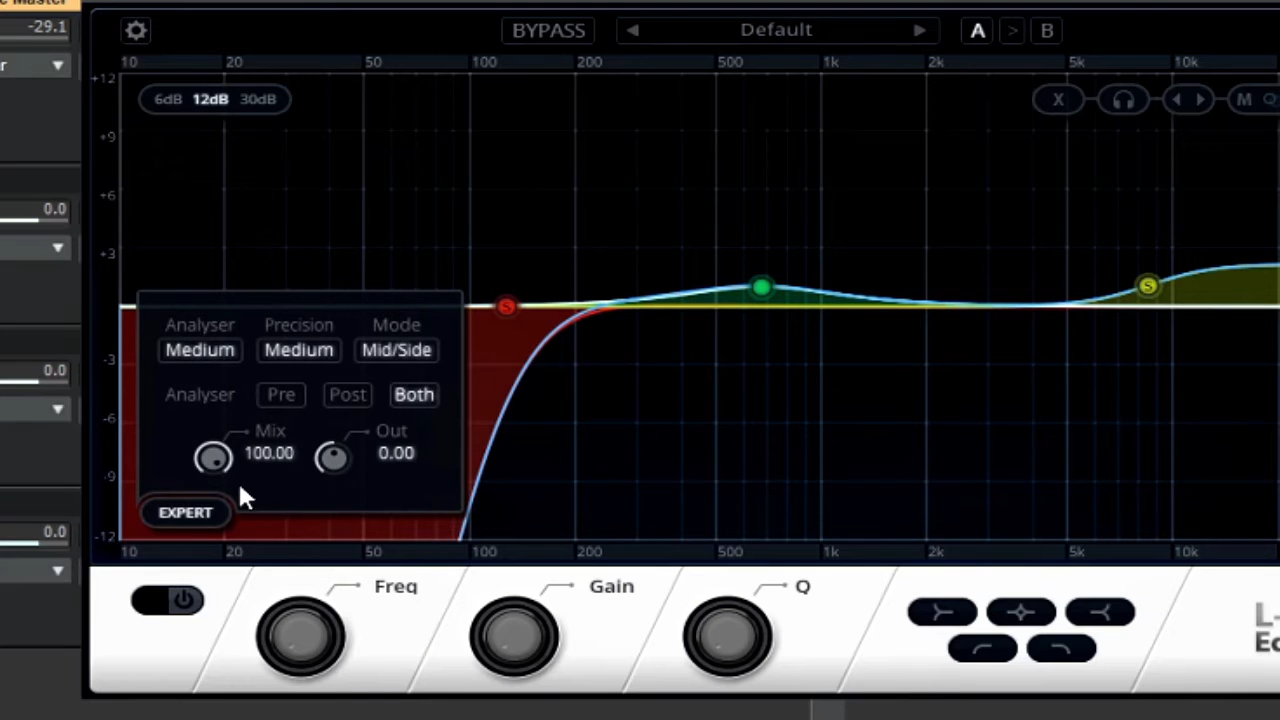 e Master
-29.1
BYPASS Default A > B
10 20 50 100 200 500 1k 2k 5k 10k
+12
6dB 12dB 30dB
X M Q
+9
+6
0.0
+3
S S
Analyser Precision Mode
Medium Medium Mid/Side
-3
0.0
Analyser Pre Post Both
-6
Mix Out
100.00 0.00
-9
EXPERT
0.0
-12
10 20 50 100 200 500 1k 2k 5k 10k
Freq Gain Q
L-
Ec